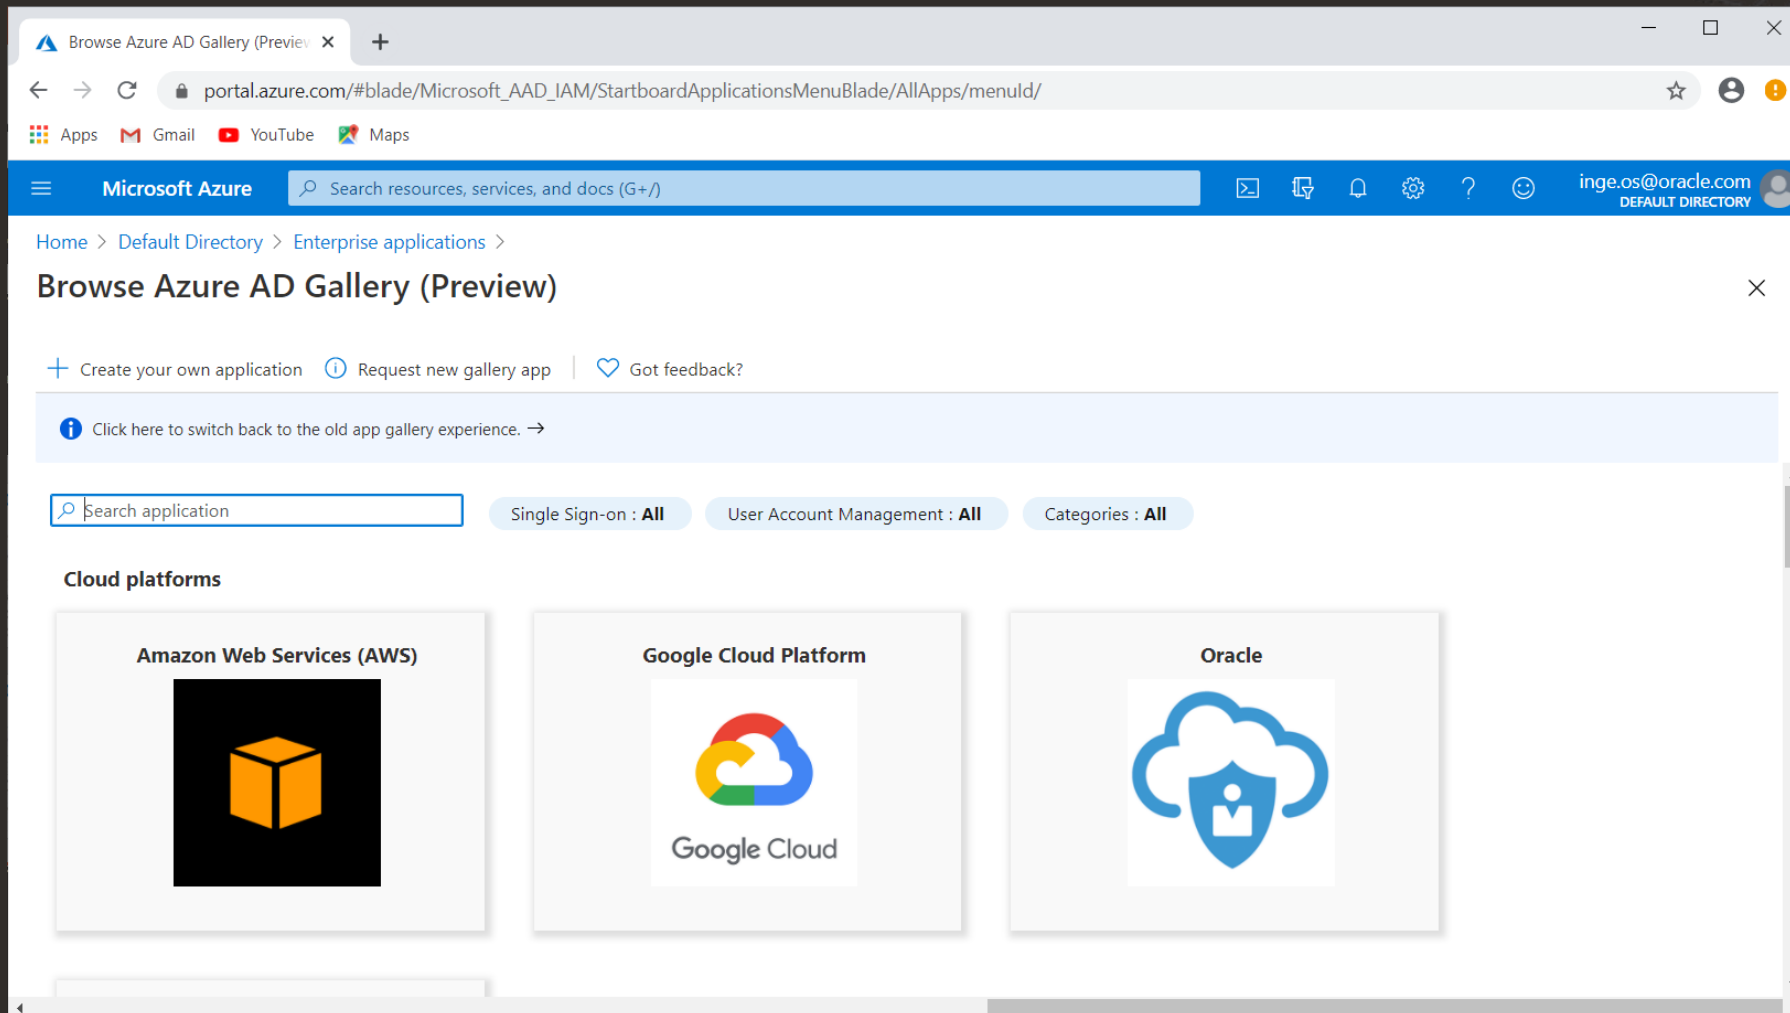 Browse Azure AD Gallery (Preview
portal.azure.com/#blade/Microsoft_AAD_IAM/StartboardApplicationsMenuBlade/AllApps/menuId/
Apps Gmail YouTube Maps
Microsoft Azure Search resources, services, and docs (G+/) inge.os@oracle.com
DEFAULT DIRECTORY
Home > Default Directory > Enterprise applications >
Browse Azure AD Gallery (Preview)
Create your own application Request new gallery app Got feedback?
Click here to switch back to the old app gallery experience. →
Search application Single Sign-on : All User Account Management : All Categories : All
Cloud platforms
Amazon Web Services (AWS) Google Cloud Platform Oracle
Google Cloud